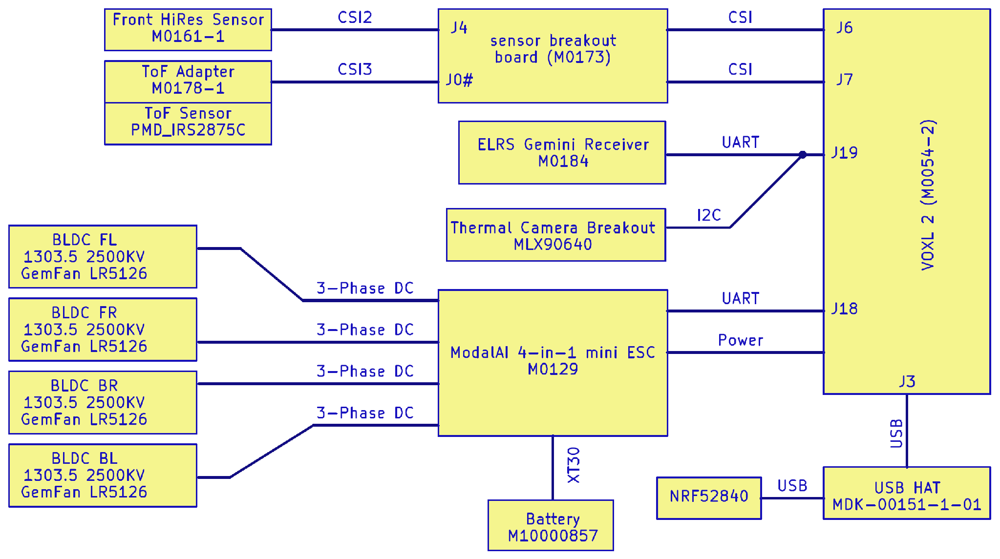 Front HiRes Sensor
M0161-1
CSI2
J4
sensor breakout
board (M0173)
CSI
J6
ToF Adapter
M0178-1
CSI3
J0#
CSI
J7
ToF Sensor
PMD_IRS2875C
ELRS Gemini Receiver
M0184
UART
J19
VOXL 2 (M0054-2)
Thermal Camera Breakout
MLX90640
I2C
BLDC FL
1303.5 2500KV
GemFan LR5126
3-Phase DC
BLDC FR
1303.5 2500KV
GemFan LR5126
3-Phase DC
BLDC BR
1303.5 2500KV
GemFan LR5126
3-Phase DC
BLDC BL
1303.5 2500KV
GemFan LR5126
3-Phase DC
ModalAI 4-in-1 mini ESC
M0129
UART
J18
Power
J3
XT30
USB
Battery
M10000857
NRF52840
USB
USB HAT
MDK-00151-1-01